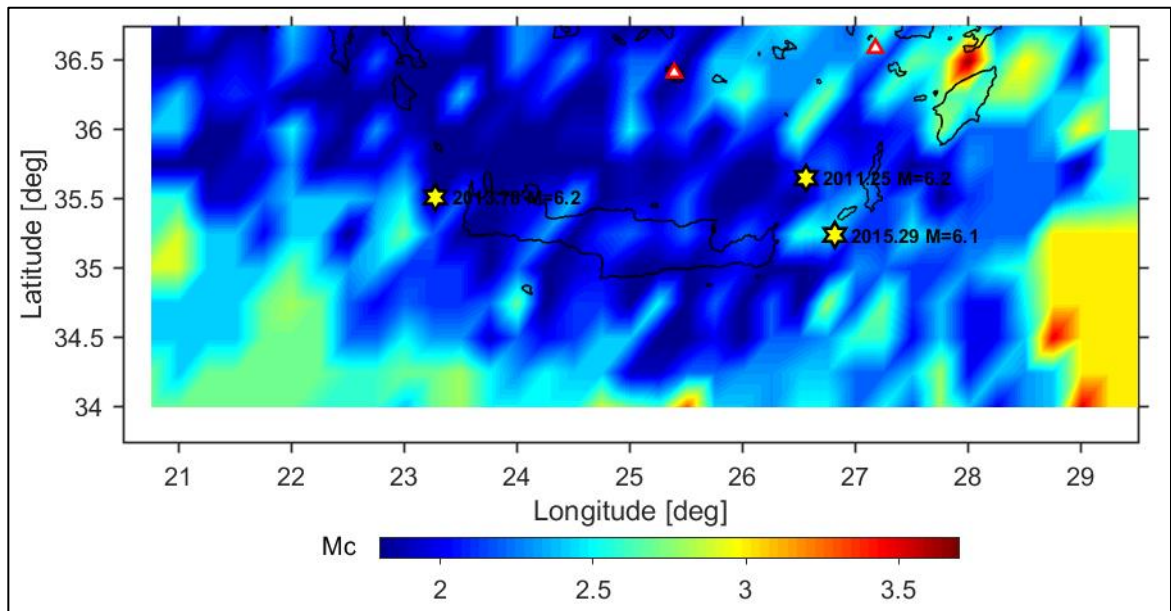 36.5
36
35.5
35
34.5
34
Latitude [deg]
2011.25 M=6.2
2013.78 M=6.2
2015.29 M=6.1
21 22 23 24 25 26 27 28 29
Longitude [deg]
Mc
2 2.5 3 3.5